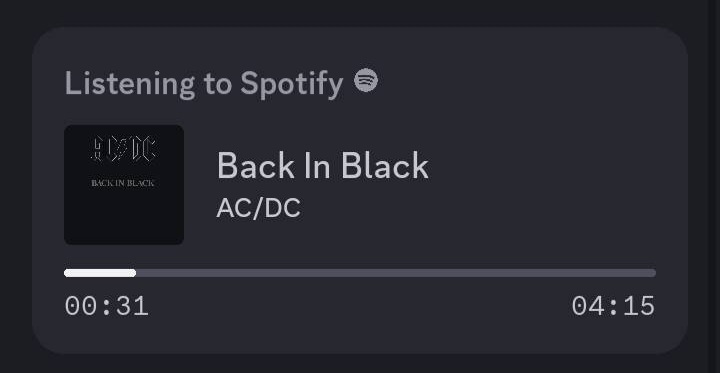 Listening to Spotify
AC/DC
BACK IN BLACK
Back In Black
AC/DC
00:31
04:15